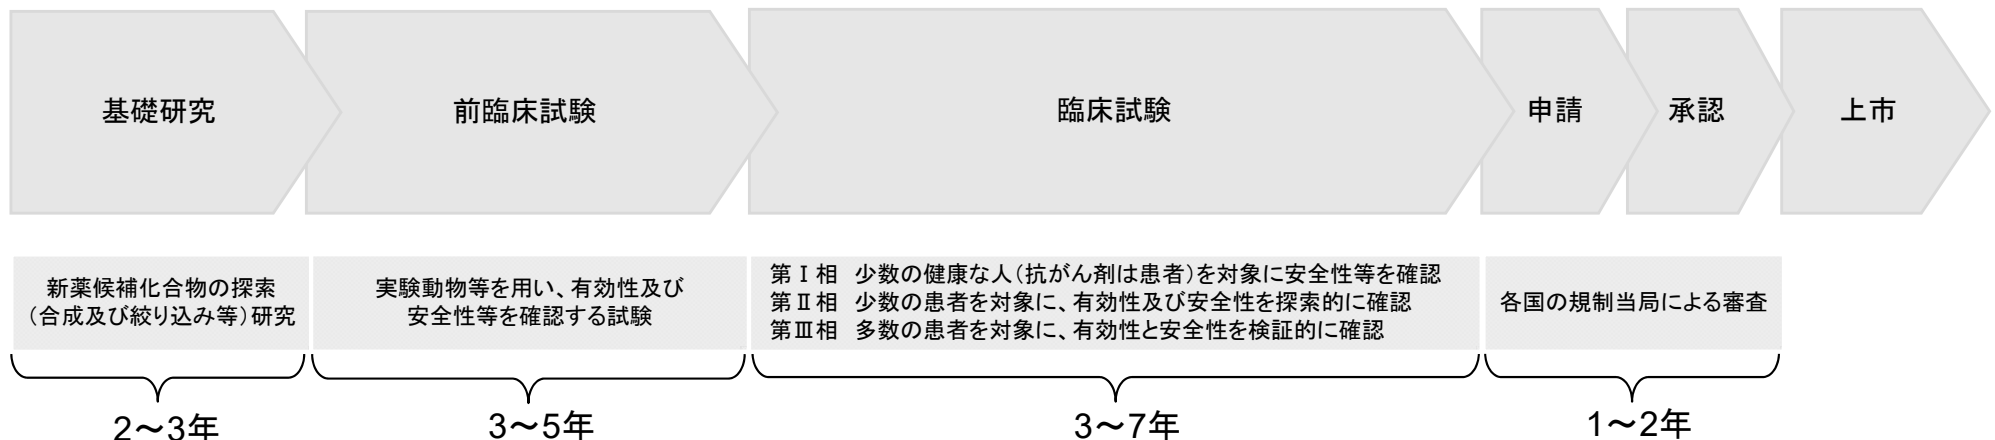 基礎研究
前臨床試験
臨床試験
申請
承認
上市
新薬候補化合物の探索
(合成及び絞り込み等)研究
実験動物等を用い、有効性及び
安全性等を確認する試験
第Ⅰ相 少数の健康な人(抗がん剤は患者)を対象に安全性等を確認
第Ⅱ相 少数の患者を対象に、有効性及び安全性を探索的に確認
第Ⅲ相 多数の患者を対象に、有効性と安全性を検証的に確認
各国の規制当局による審査
2～3年
3～5年
3～7年
1～2年